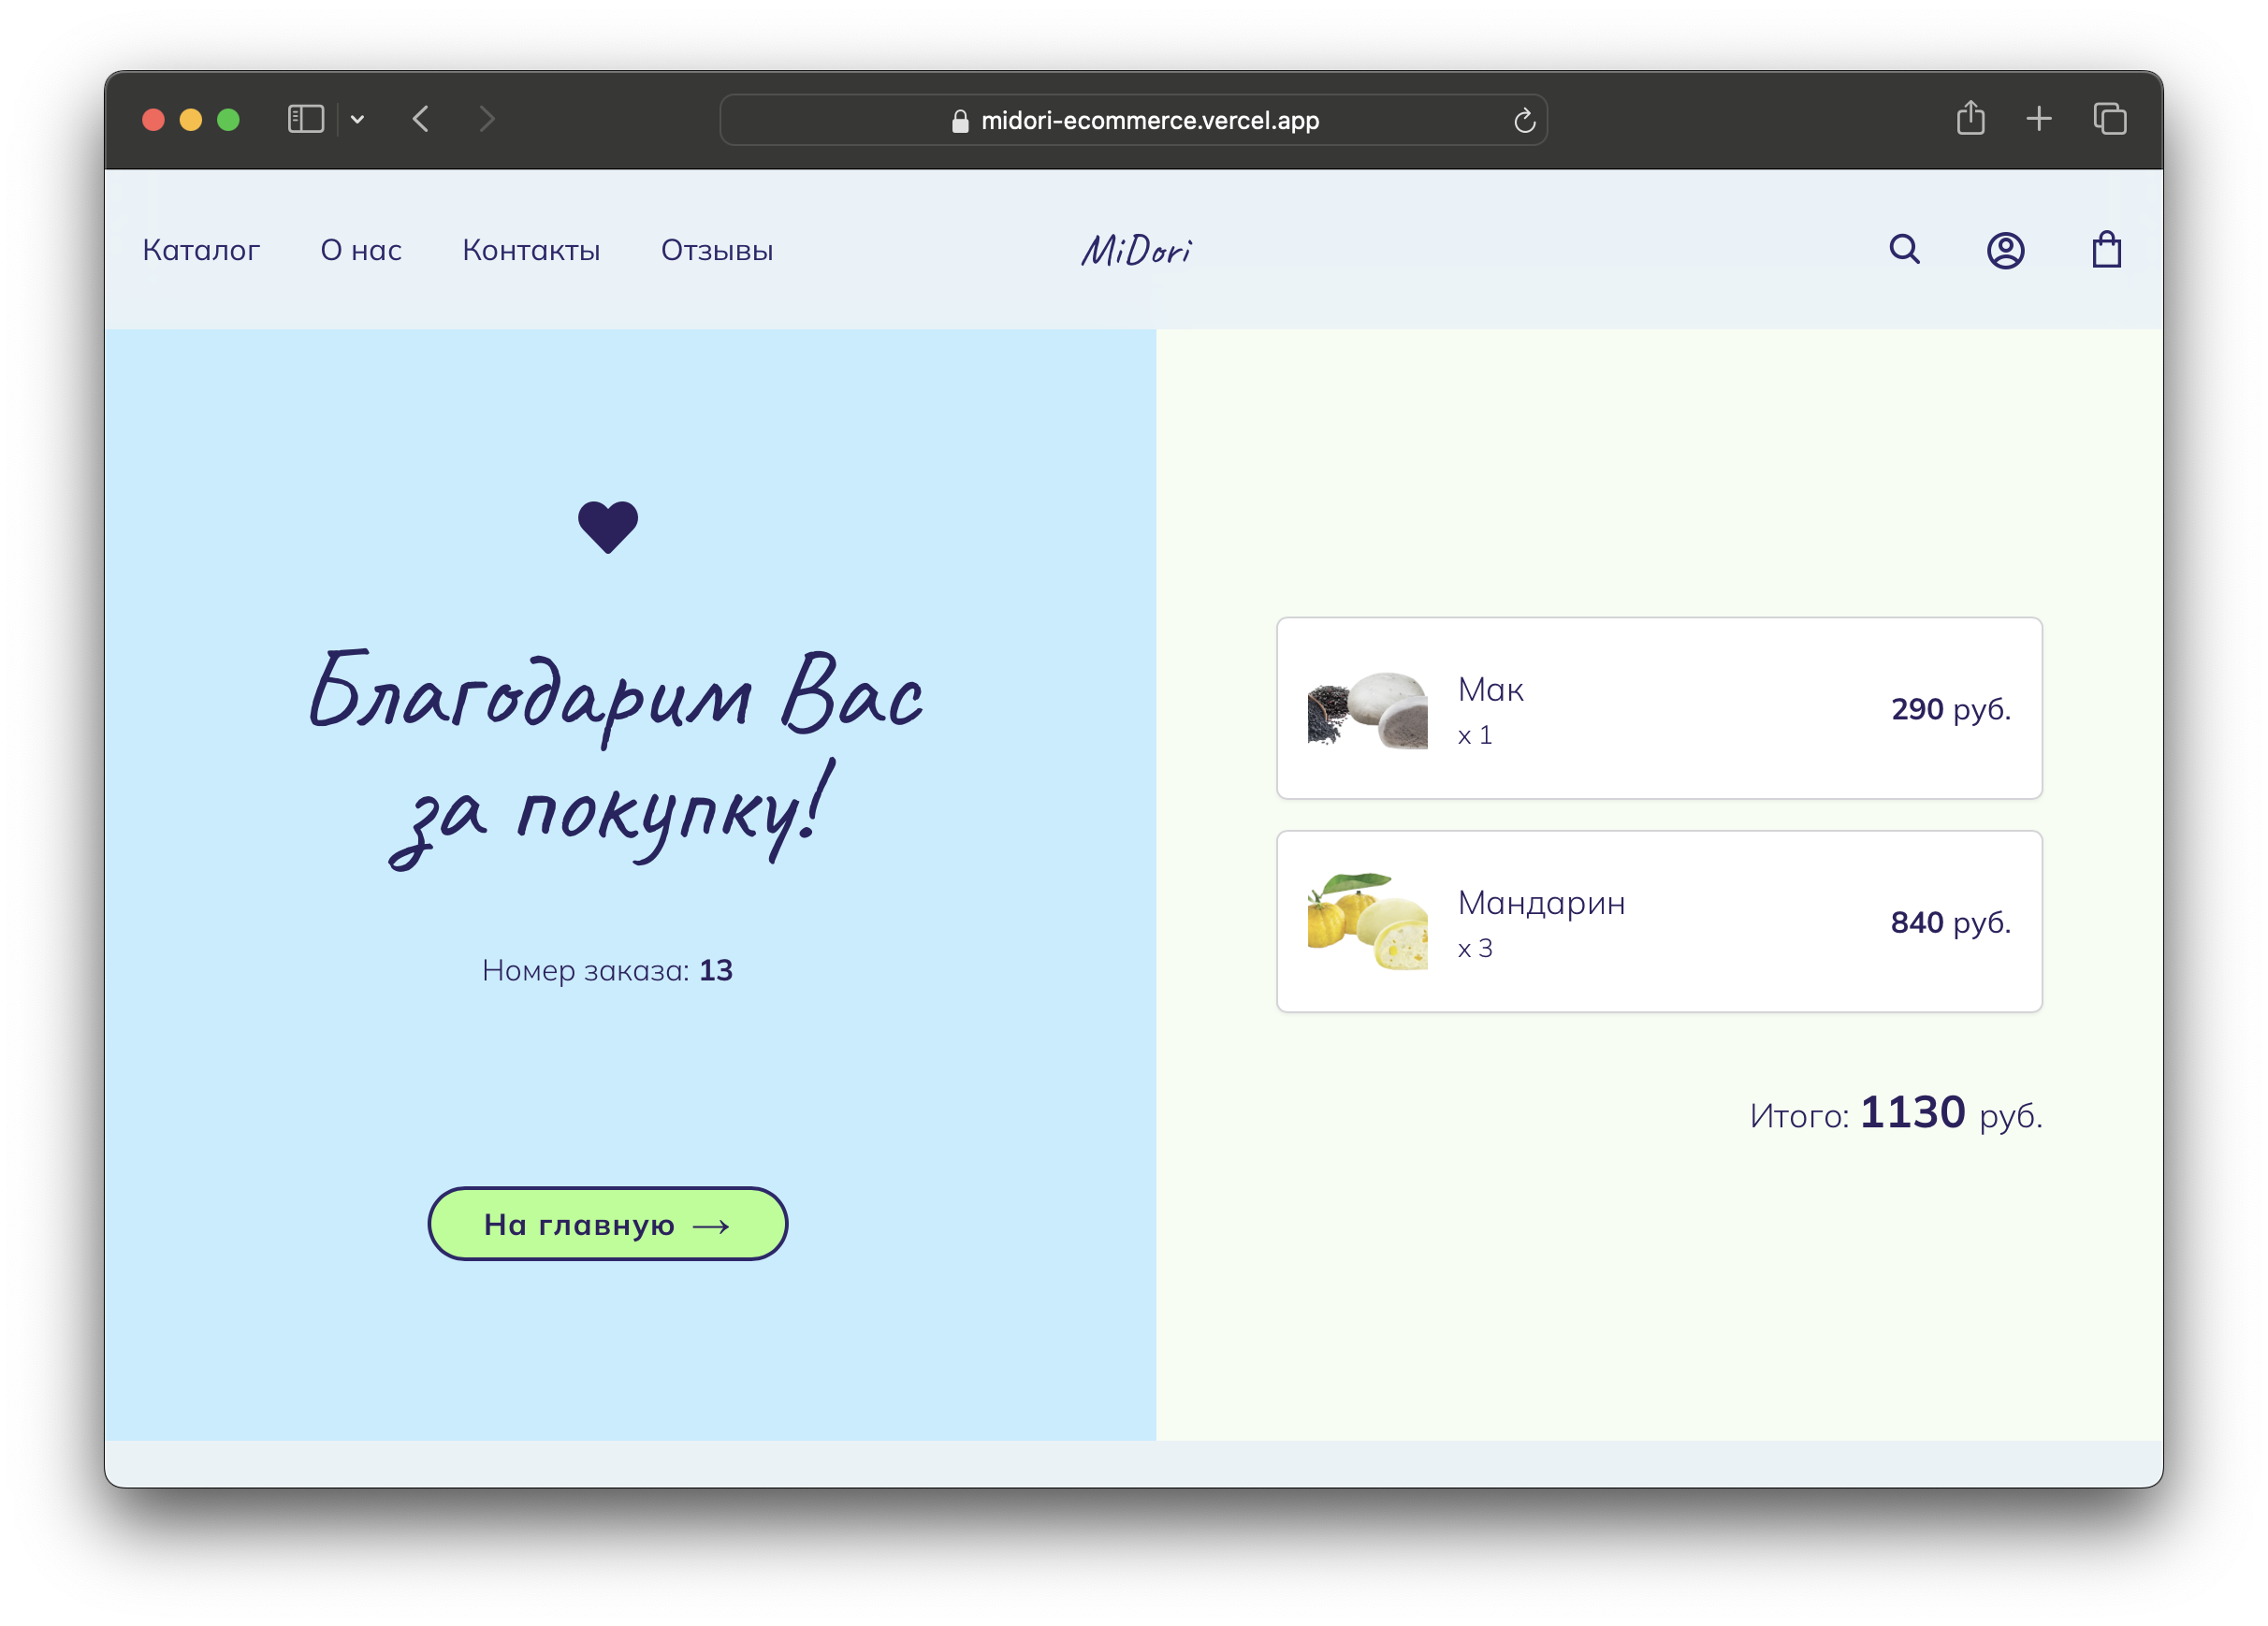 midori-ecommerce.vercel.app
Каталог О нас Контакты Отзывы MiDori
Благодарим Вас
за покупку!
Номер заказа: 13
На главную →
Мак
x 1
290 руб.
Мандарин
x 3
840 руб.
Итого: 1130 руб.